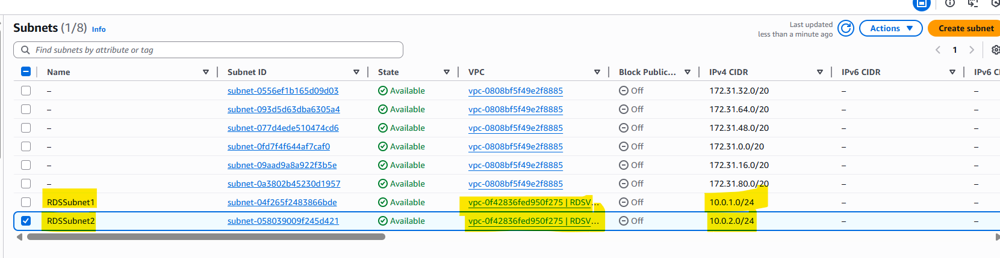 Subnets (1/8) Info
Last updated
less than a minute ago
Actions
Create subnet
Find subnets by attribute or tag
1
Name Subnet ID State VPC Block Public... IPv4 CIDR IPv6 CIDR IPv6 CI
– subnet-0556ef1b165d09d03 Available vpc-0808bf5f49e2f8885 Off 172.31.32.0/20 – –
– subnet-093d5d63dba6305a4 Available vpc-0808bf5f49e2f8885 Off 172.31.64.0/20 – –
– subnet-077d4ede510474cd6 Available vpc-0808bf5f49e2f8885 Off 172.31.48.0/20 – –
– subnet-0fd7f4f644af7caf0 Available vpc-0808bf5f49e2f8885 Off 172.31.0.0/20 – –
– subnet-09aad9a8a922f3b5e Available vpc-0808bf5f49e2f8885 Off 172.31.16.0/20 – –
– subnet-0a3802b45230d1957 Available vpc-0808bf5f49e2f8885 Off 172.31.80.0/20 – –
RDSSubnet1 subnet-04f265f2483866bde Available vpc-0f42836fed950f275 | RDSV... Off 10.0.1.0/24 – –
RDSSubnet2 subnet-058039009f245d421 Available vpc-0f42836fed950f275 | RDSV... Off 10.0.2.0/24 – –